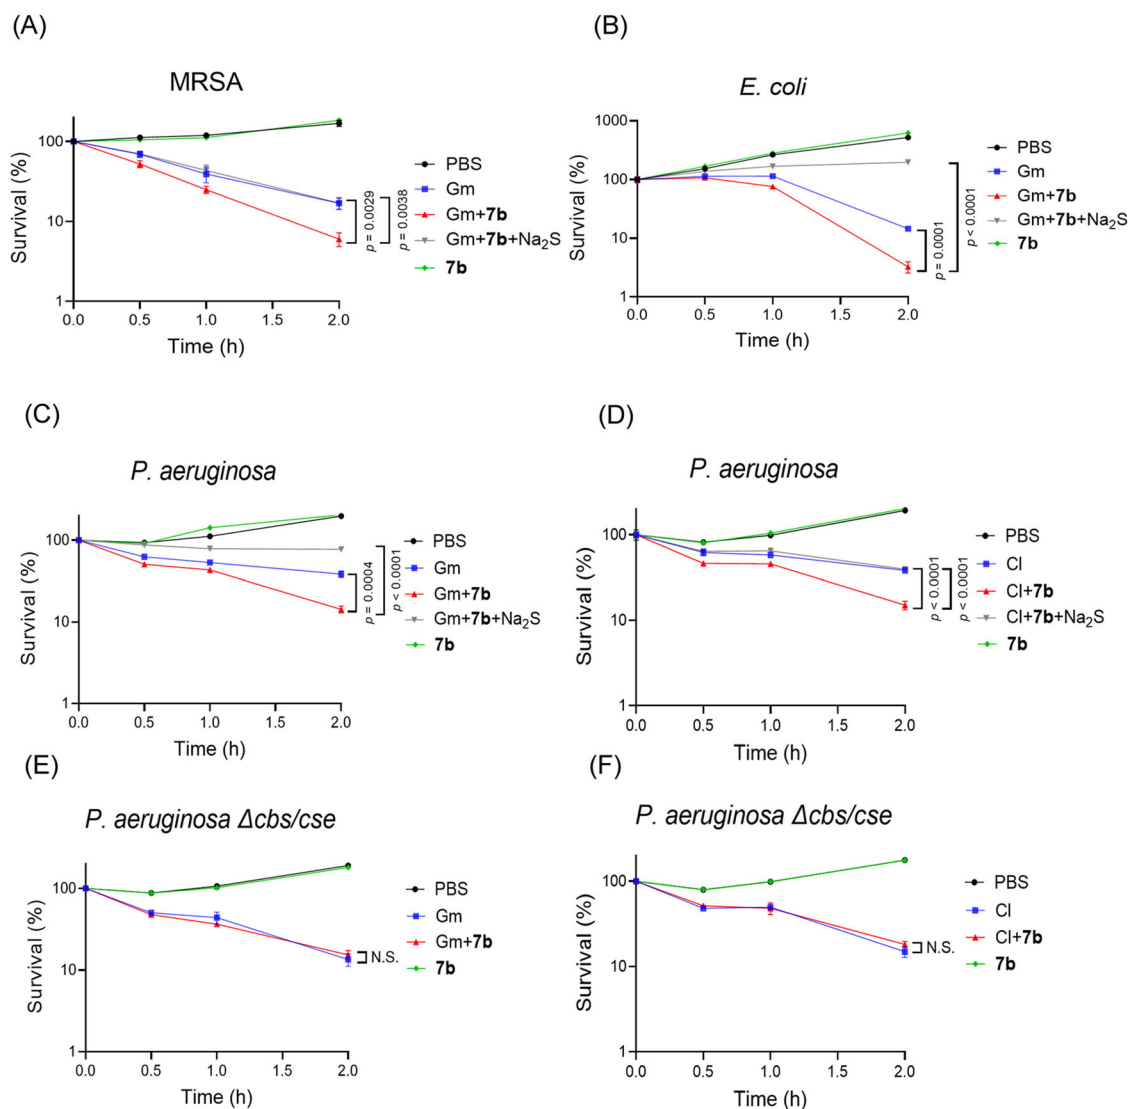 (A)
MRSA
Survival (%)
100
10
1
0.0 0.5 1.0 1.5 2.0
Time (h)
p = 0.0029
p = 0.0038
PBS
Gm
Gm+7b
Gm+7b+Na₂S
7b
(B)
E. coli
Survival (%)
1000
100
10
1
0.0 0.5 1.0 1.5 2.0
Time (h)
p = 0.0001
p < 0.0001
PBS
Gm
Gm+7b
Gm+7b+Na₂S
7b
(C)
P. aeruginosa
Survival (%)
100
10
1
0.0 0.5 1.0 1.5 2.0
Time (h)
p = 0.0004
p < 0.0001
PBS
Gm
Gm+7b
Gm+7b+Na₂S
7b
(D)
P. aeruginosa
Survival (%)
100
10
1
0.0 0.5 1.0 1.5 2.0
Time (h)
p < 0.0001
p < 0.0001
PBS
Cl
Cl+7b
Cl+7b+Na₂S
7b
(E)
P. aeruginosa Δcbs/cse
Survival (%)
100
10
1
0.0 0.5 1.0 1.5 2.0
Time (h)
N.S.
PBS
Gm
Gm+7b
7b
(F)
P. aeruginosa Δcbs/cse
Survival (%)
100
10
1
0.0 0.5 1.0 1.5 2.0
Time (h)
N.S.
PBS
Cl
Cl+7b
7b